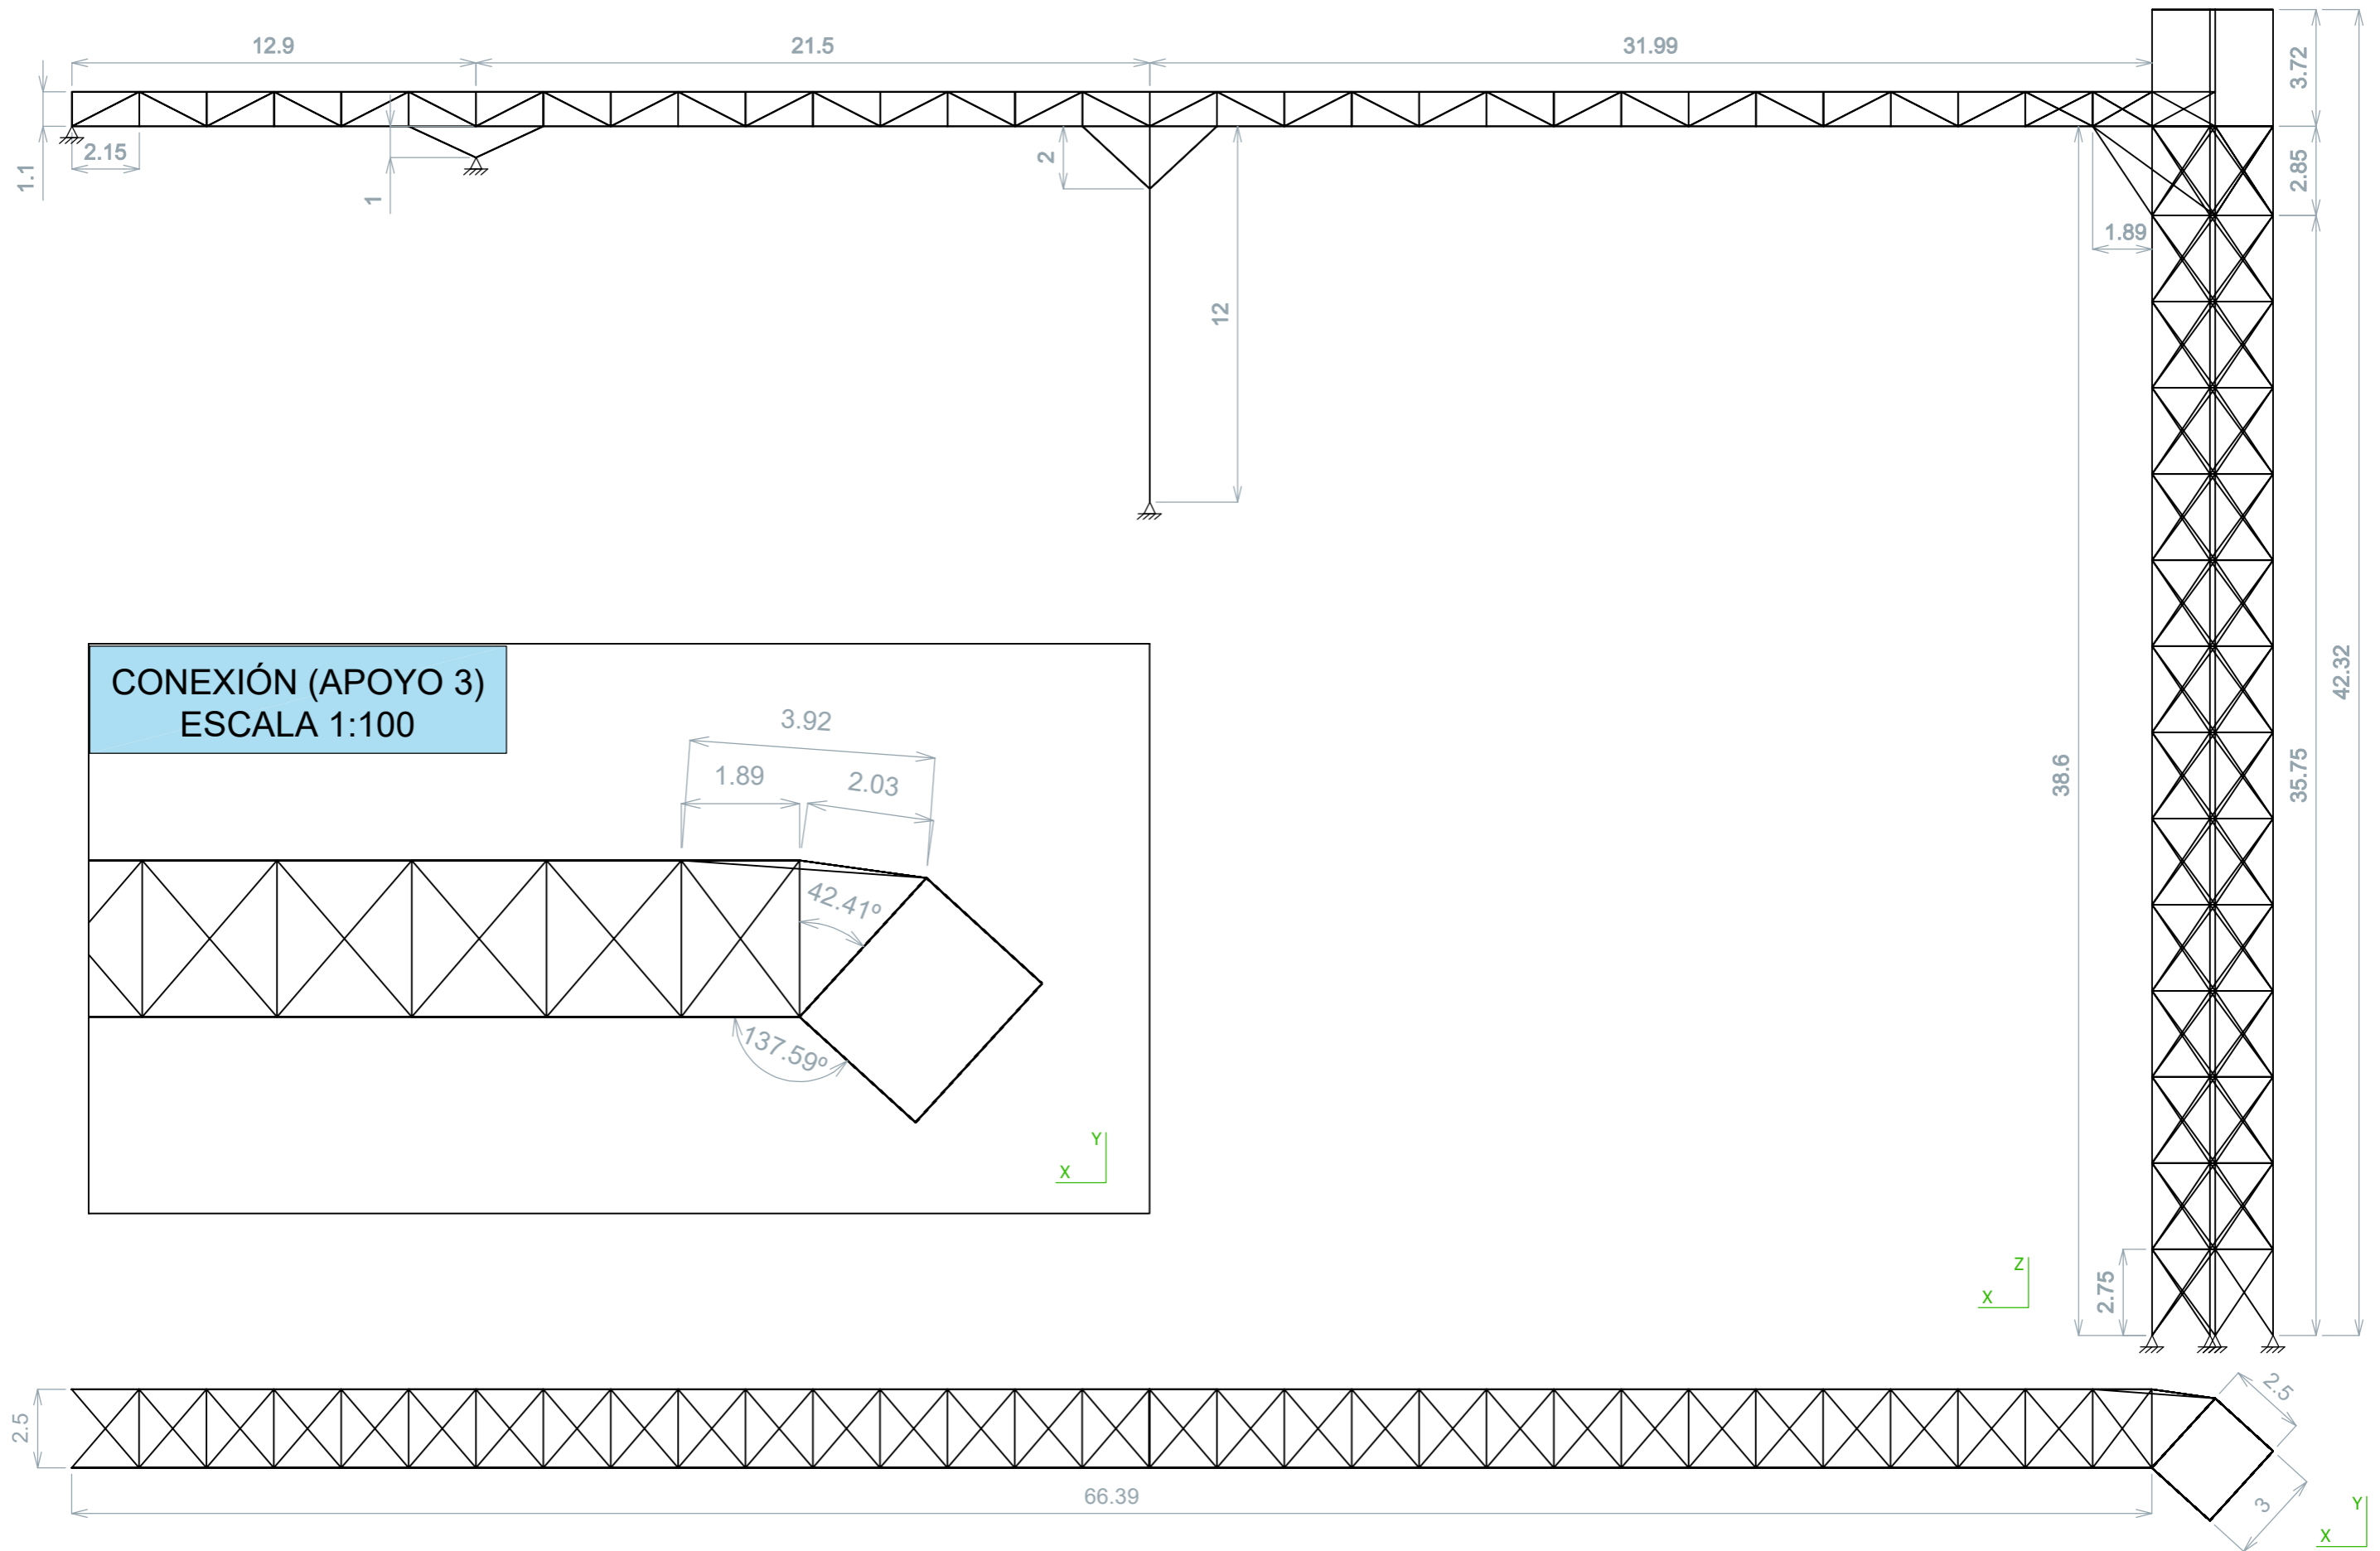 12.9
21.5
31.99
3.72
1.1
2.15
1
2
12
2.85
1.89
42.32
38.6
35.75
CONEXIÓN (APOYO 3)
ESCALA 1:100
3.92
1.89
2.03
42.41º
137.59º
Y
X
Z
X
2.75
2.5
66.39
2.5
3
Y
X